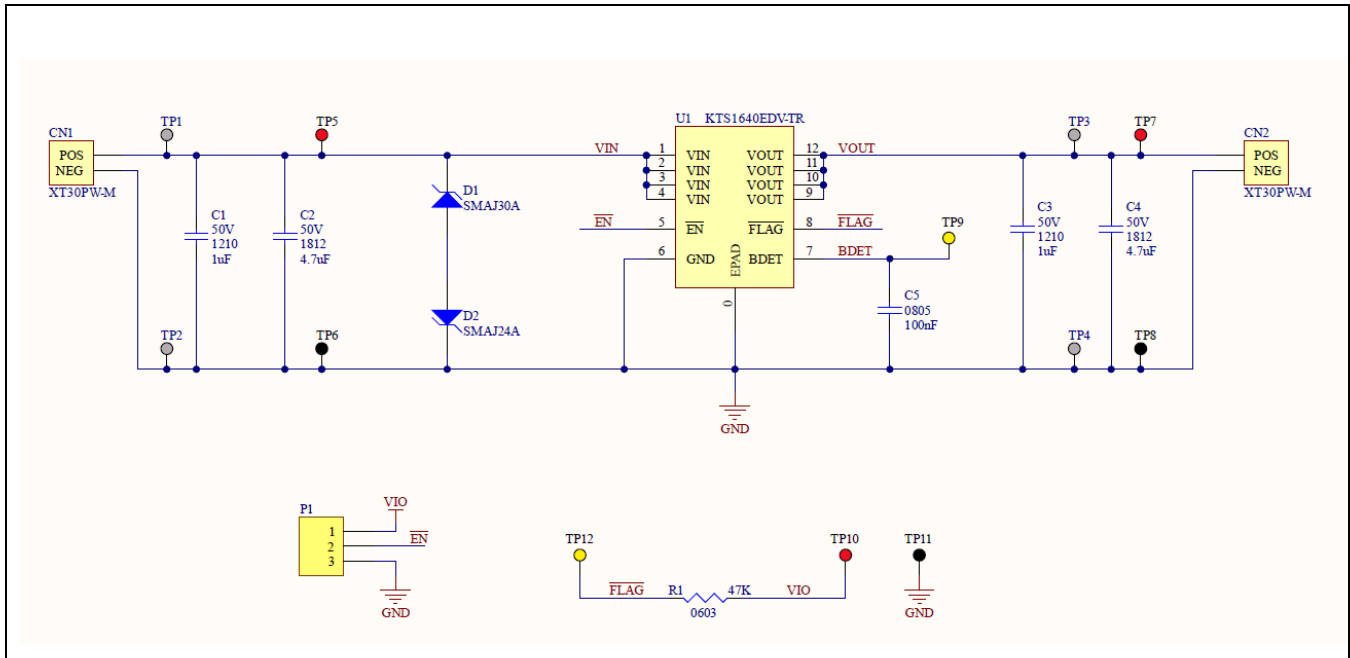 CN1
POS
NEG
XT30PW-M
TP1
C1
50V
1210
1uF
TP2
C2
50V
1812
4.7uF
TP5
TP6
D1
SMAJ30A
D2
SMAJ24A
VIN
EN
U1 KTS1640EDV-TR
1 VIN VOUT 12
2 VIN VOUT 11
3 VIN VOUT 10
4 VIN VOUT 9
5 EN FLAG 8
6 GND BDET 7
EPAD
0
GND
VOUT
FLAG
BDET
TP9
C5
0805
100nF
TP3
TP7
C3
50V
1210
1uF
C4
50V
1812
4.7uF
TP4
TP8
CN2
POS
NEG
XT30PW-M
P1
1
2
3
VIO
EN
GND
TP12
FLAG R1 47K VIO
0603
TP10
TP11
GND